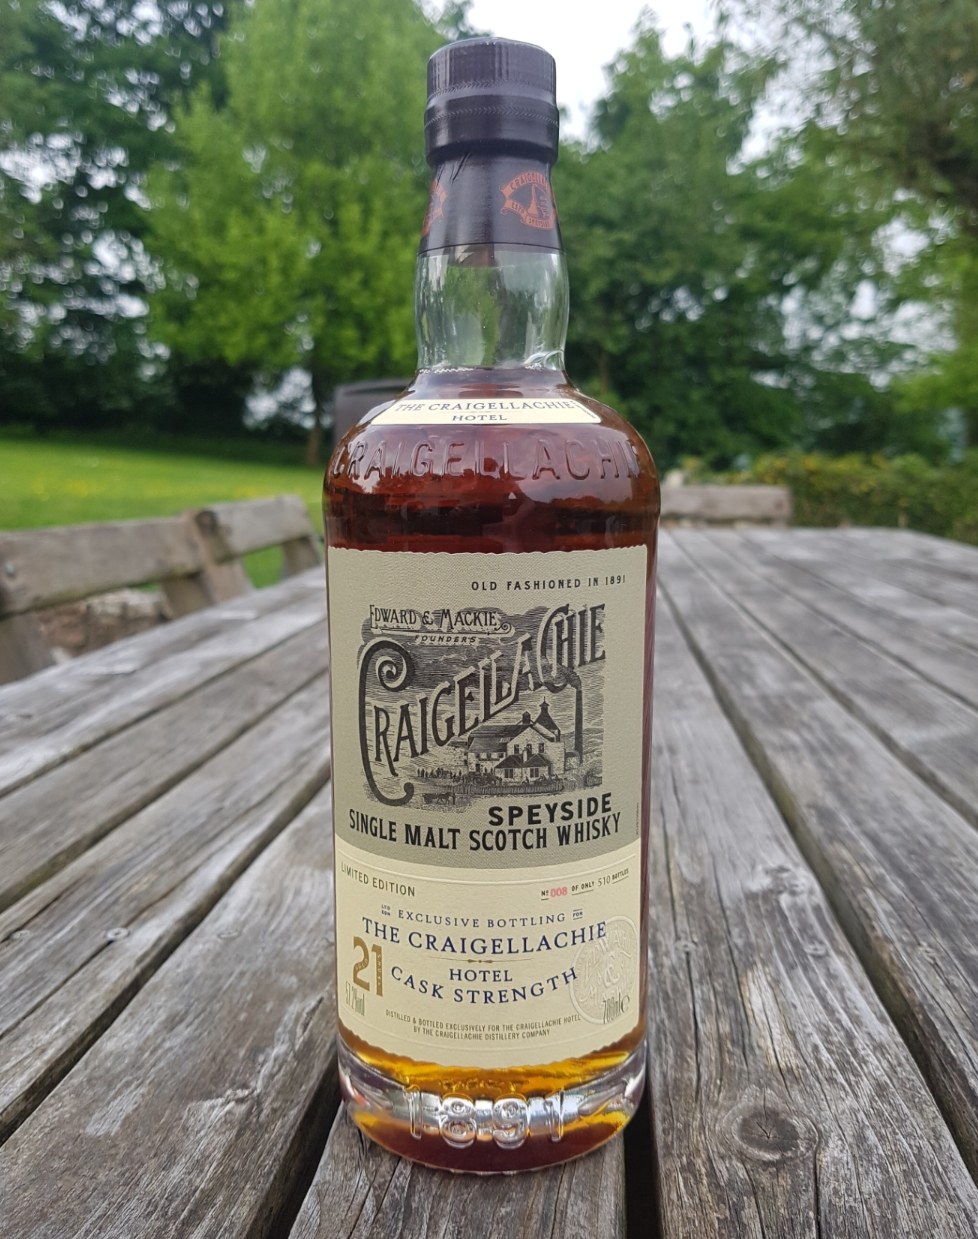 CRAIGELLACHIE
THE CRAIGELLACHIE
HOTEL
CRAIGELLACHIE
OLD FASHIONED IN 1891
EDWARD & MACKIE
FOUNDERS
CRAIGELLACHIE
SPEYSIDE
SINGLE MALT SCOTCH WHISKY
LIMITED EDITION
Nº 008 OF ONLY 510 BOTTLES
EXCLUSIVE BOTTLING FOR
THE CRAIGELLACHIE
HOTEL
21
CASK STRENGTH
700ml
DISTILLED & BOTTLED EXCLUSIVELY FOR THE CRAIGELLACHIE HOTEL
BY THE CRAIGELLACHIE DISTILLERY COMPANY
1891